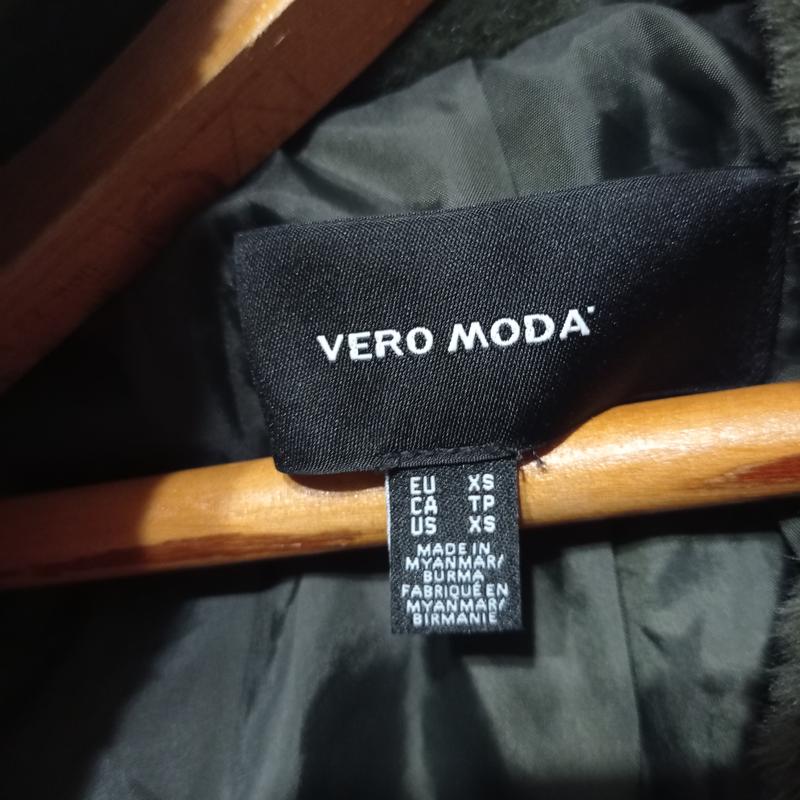 VERO MODA
EU XS
CA TP
US XS
MADE IN
MYANMAR/
BURMA
FABRIQUÉ EN
MYANMAR/
BIRMANIE